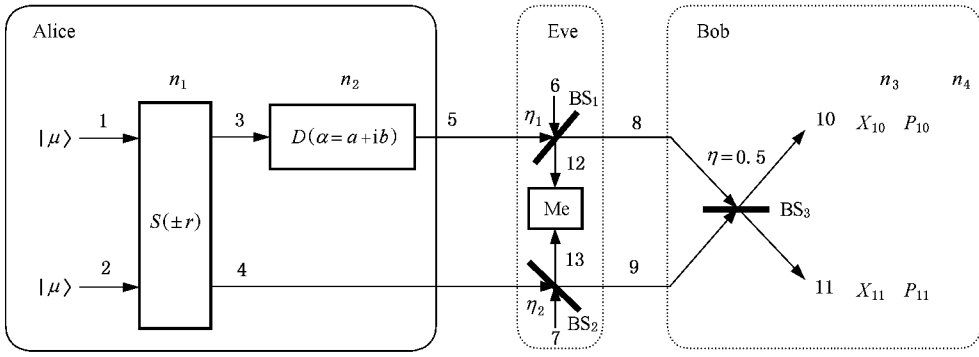 Alice
Eve
Bob
n₁
n₂
n₃ n₄
6
BS₁
1
3
5
η₁
8
10 X₁₀ P₁₀
|μ⟩
D(α=a+ib)
12
η=0.5
S(±r)
Me
BS₃
2
4
13
9
|μ⟩
η₂
BS₂
7
11 X₁₁ P₁₁